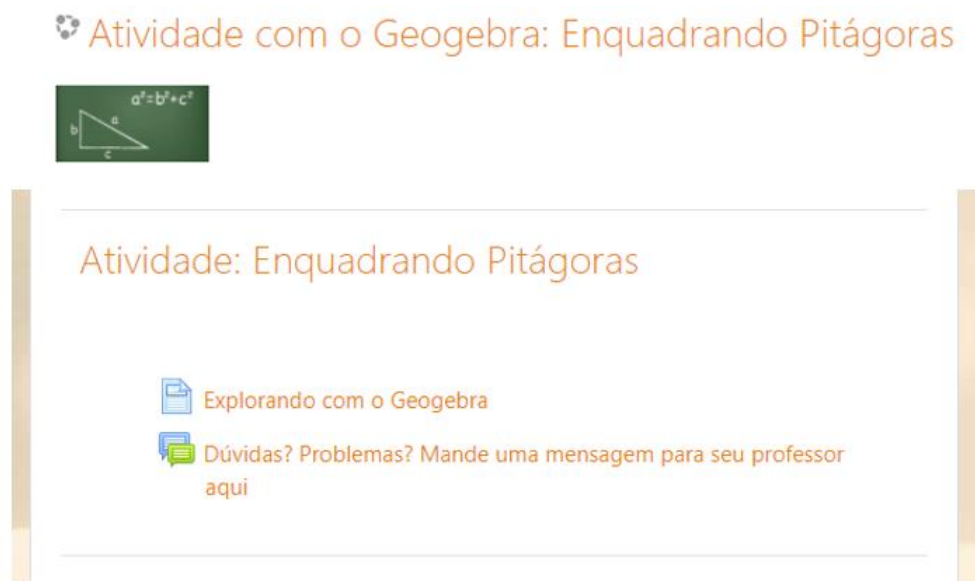 Atividade com o Geogebra: Enquadrando Pitágoras
a²=b²+c²
b
a
c
Atividade: Enquadrando Pitágoras
Explorando com o Geogebra
Dúvidas? Problemas? Mande uma mensagem para seu professor
aqui